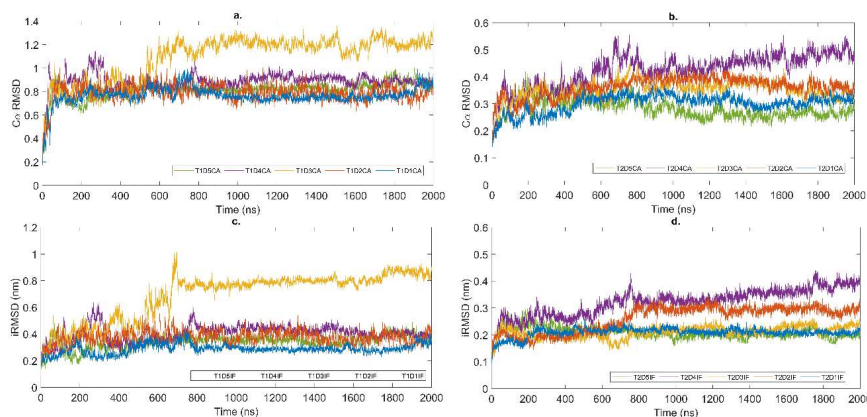 a.
1.4
1.2
1
0.8
0.6
0.4
0.2
0
Cα RMSD
0 200 400 600 800 1000 1200 1400 1600 1800 2000
Time (ns)
T1D5CA T1D4CA T1D3CA T1D2CA T1D1CA
b.
0.6
0.5
0.4
0.3
0.2
0.1
0
Cα RMSD
0 200 400 600 800 1000 1200 1400 1600 1800 2000
Time (ns)
T2D5CA T2D4CA T2D3CA T2D2CA T2D1CA
c.
1.2
1
0.8
0.6
0.4
0.2
0
iRMSD (nm)
0 200 400 600 800 1000 1200 1400 1600 1800 2000
Time (ns)
T1D5IF T1D4IF T1D3IF T1D2IF T1D1IF
d.
0.6
0.5
0.4
0.3
0.2
0.1
0
iRMSD (nm)
0 200 400 600 800 1000 1200 1400 1600 1800 2000
Time (ns)
T2D5IF T2D4IF T2D3IF T2D2IF T2D1IF